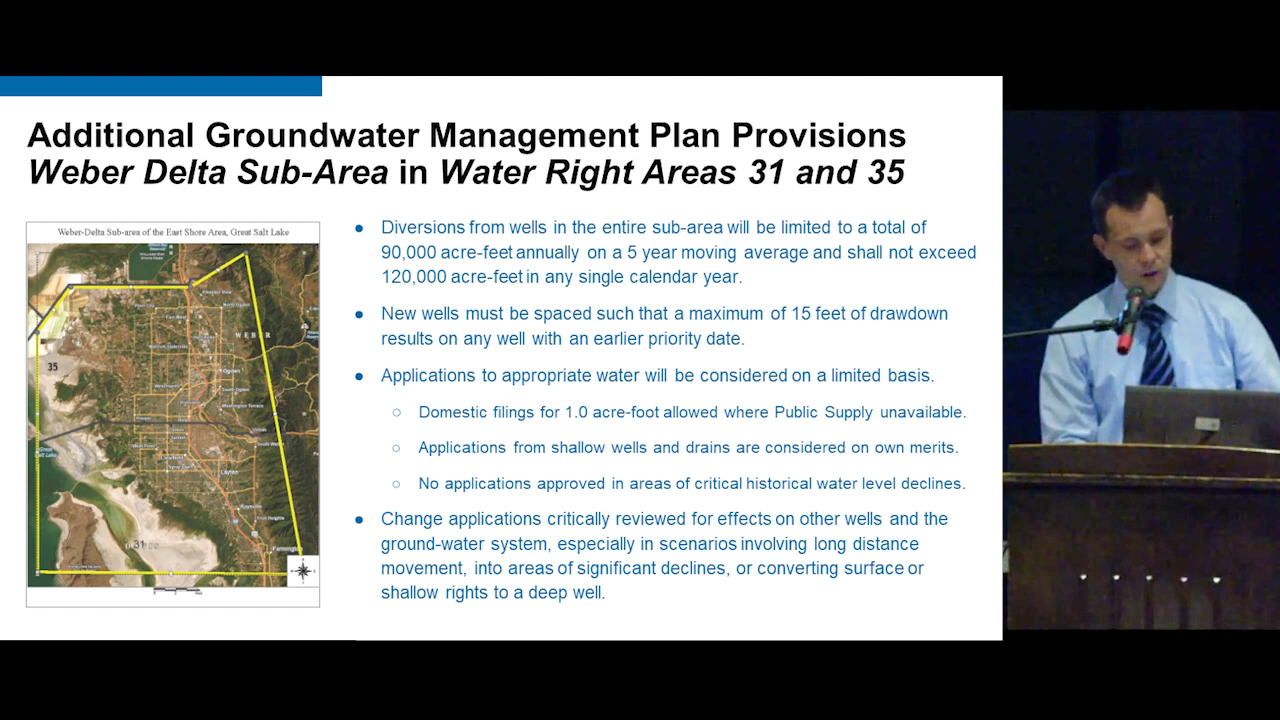 Additional Groundwater Management Plan Provisions
Weber Delta Sub-Area in Water Right Areas 31 and 35
Weber-Delta Sub-area of the East Shore Area, Great Salt Lake
WEBER
35
Ogden
Layton
Kaysville
Farmington
31
● Diversions from wells in the entire sub-area will be limited to a total of
90,000 acre-feet annually on a 5 year moving average and shall not exceed
120,000 acre-feet in any single calendar year.
● New wells must be spaced such that a maximum of 15 feet of drawdown
results on any well with an earlier priority date.
● Applications to appropriate water will be considered on a limited basis.
○ Domestic filings for 1.0 acre-foot allowed where Public Supply unavailable.
○ Applications from shallow wells and drains are considered on own merits.
○ No applications approved in areas of critical historical water level declines.
● Change applications critically reviewed for effects on other wells and the
ground-water system, especially in scenarios involving long distance
movement, into areas of significant declines, or converting surface or
shallow rights to a deep well.